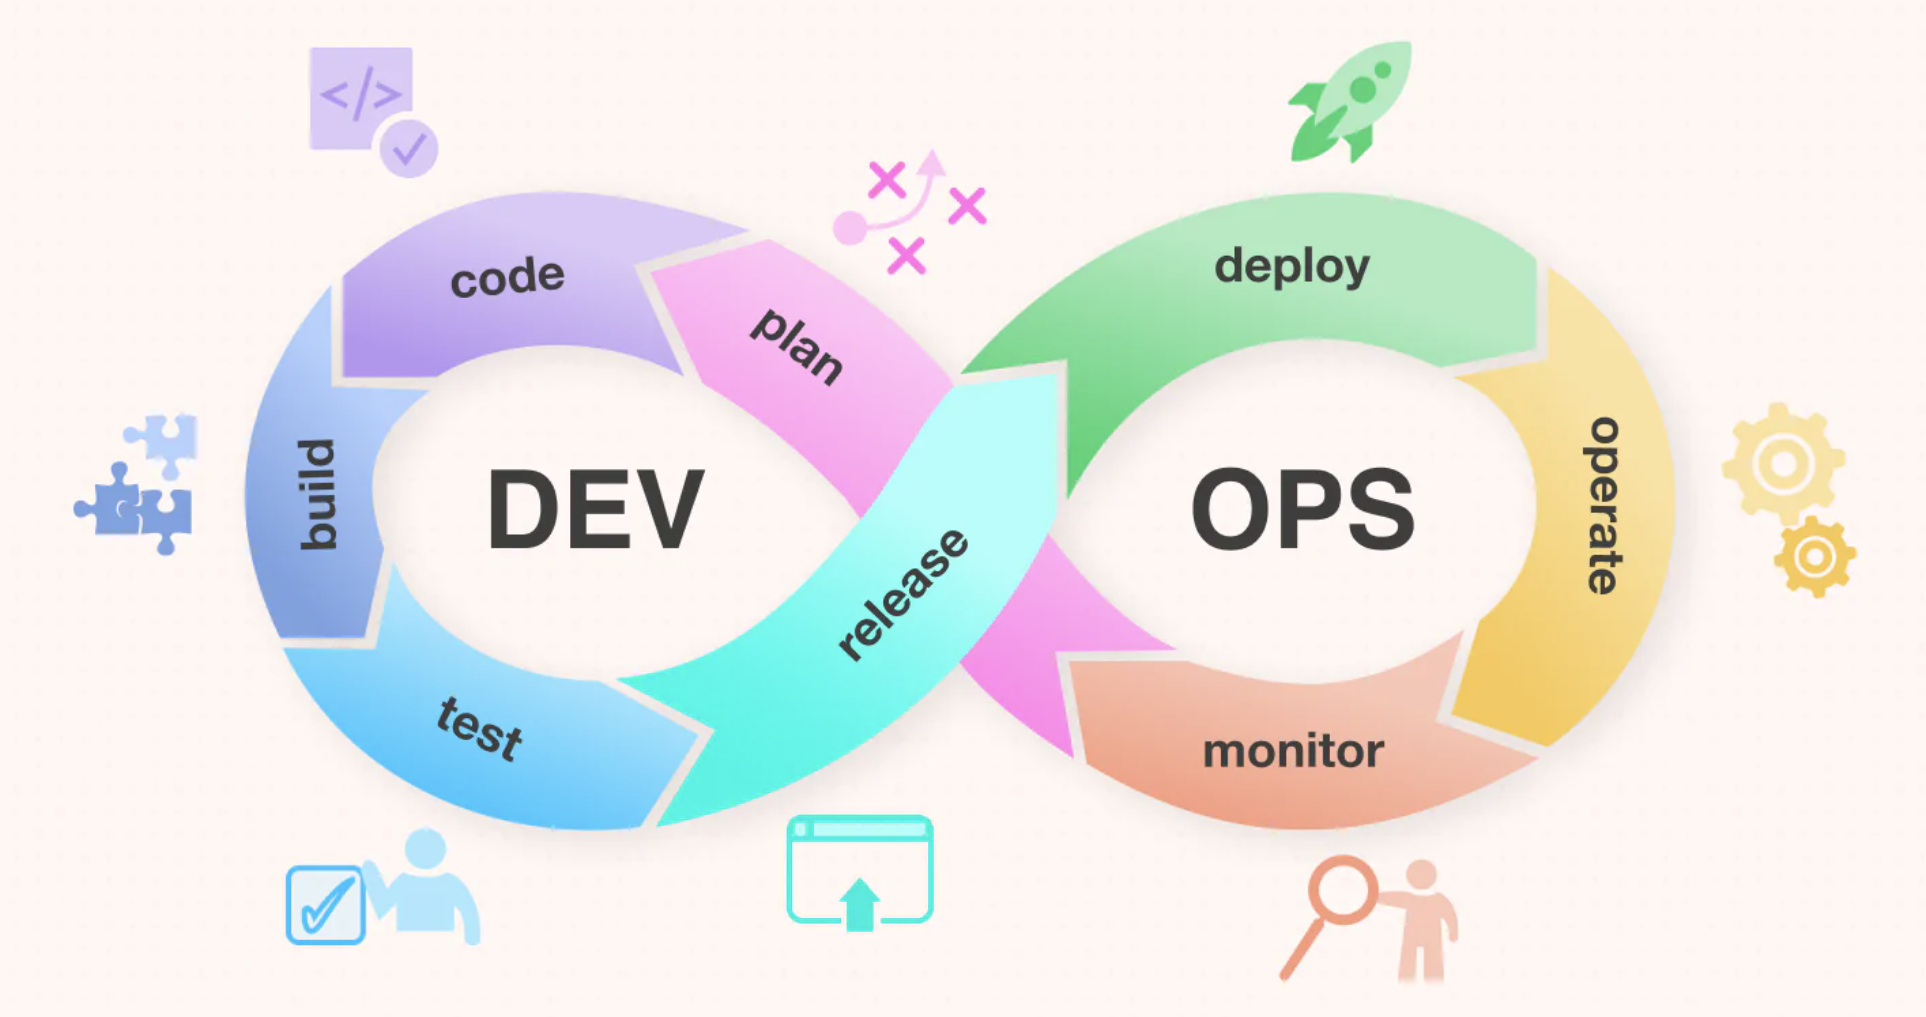 </>
code
plan
deploy
build
DEV
OPS
operate
release
test
monitor